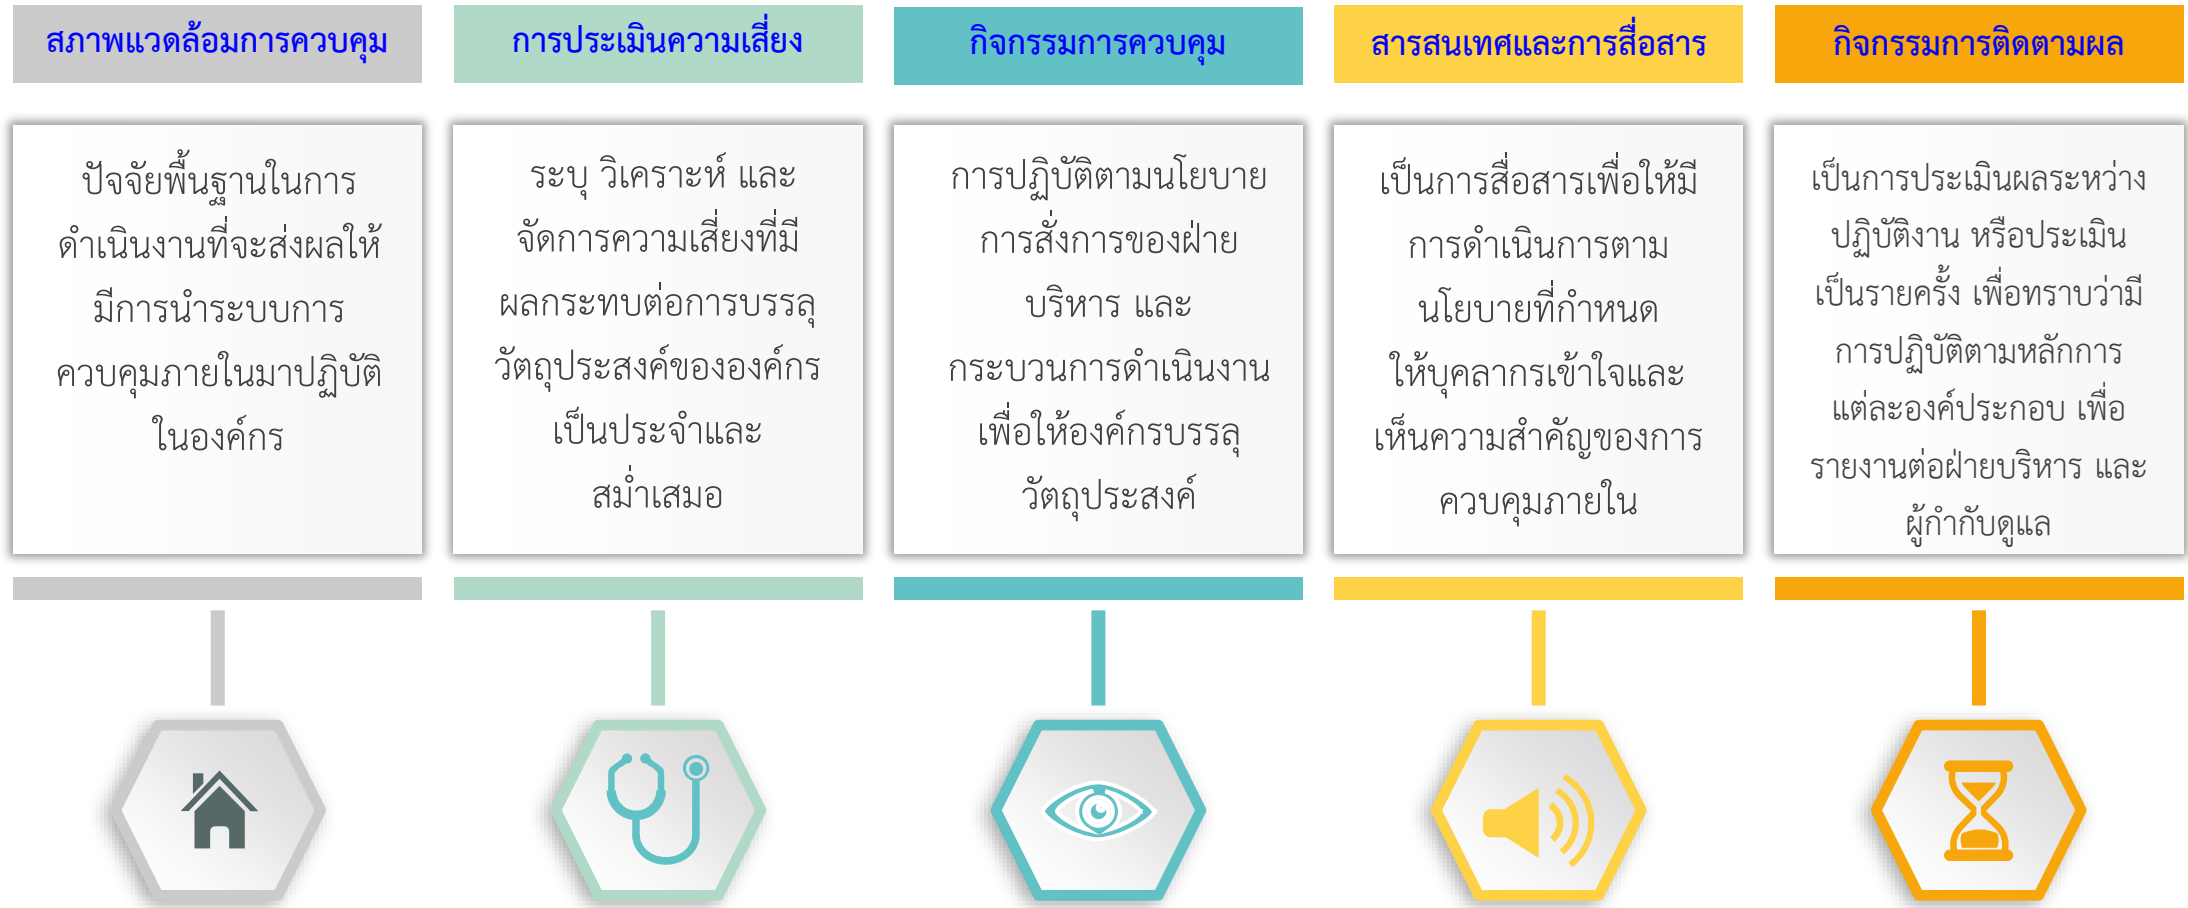 สภาพแวดล้อมการควบคุม
ปัจจัยพื้นฐานในการ
ดำเนินงานที่จะส่งผลให้
มีการนำระบบการ
ควบคุมภายในมาปฏิบัติ
ในองค์กร
การประเมินความเสี่ยง
ระบุ วิเคราะห์ และ
จัดการความเสี่ยงที่มี
ผลกระทบต่อการบรรลุ
วัตถุประสงค์ขององค์กร
เป็นประจำและ
สม่ำเสมอ
กิจกรรมการควบคุม
การปฏิบัติตามนโยบาย
การสั่งการของฝ่าย
บริหาร และ
กระบวนการดำเนินงาน
เพื่อให้องค์กรบรรลุ
วัตถุประสงค์
สารสนเทศและการสื่อสาร
เป็นการสื่อสารเพื่อให้มี
การดำเนินการตาม
นโยบายที่กำหนด
ให้บุคลากรเข้าใจและ
เห็นความสำคัญของการ
ควบคุมภายใน
กิจกรรมการติดตามผล
เป็นการประเมินผลระหว่าง
ปฏิบัติงาน หรือประเมิน
เป็นรายครั้ง เพื่อทราบว่ามี
การปฏิบัติตามหลักการ
แต่ละองค์ประกอบ เพื่อ
รายงานต่อฝ่ายบริหาร และ
ผู้กำกับดูแล